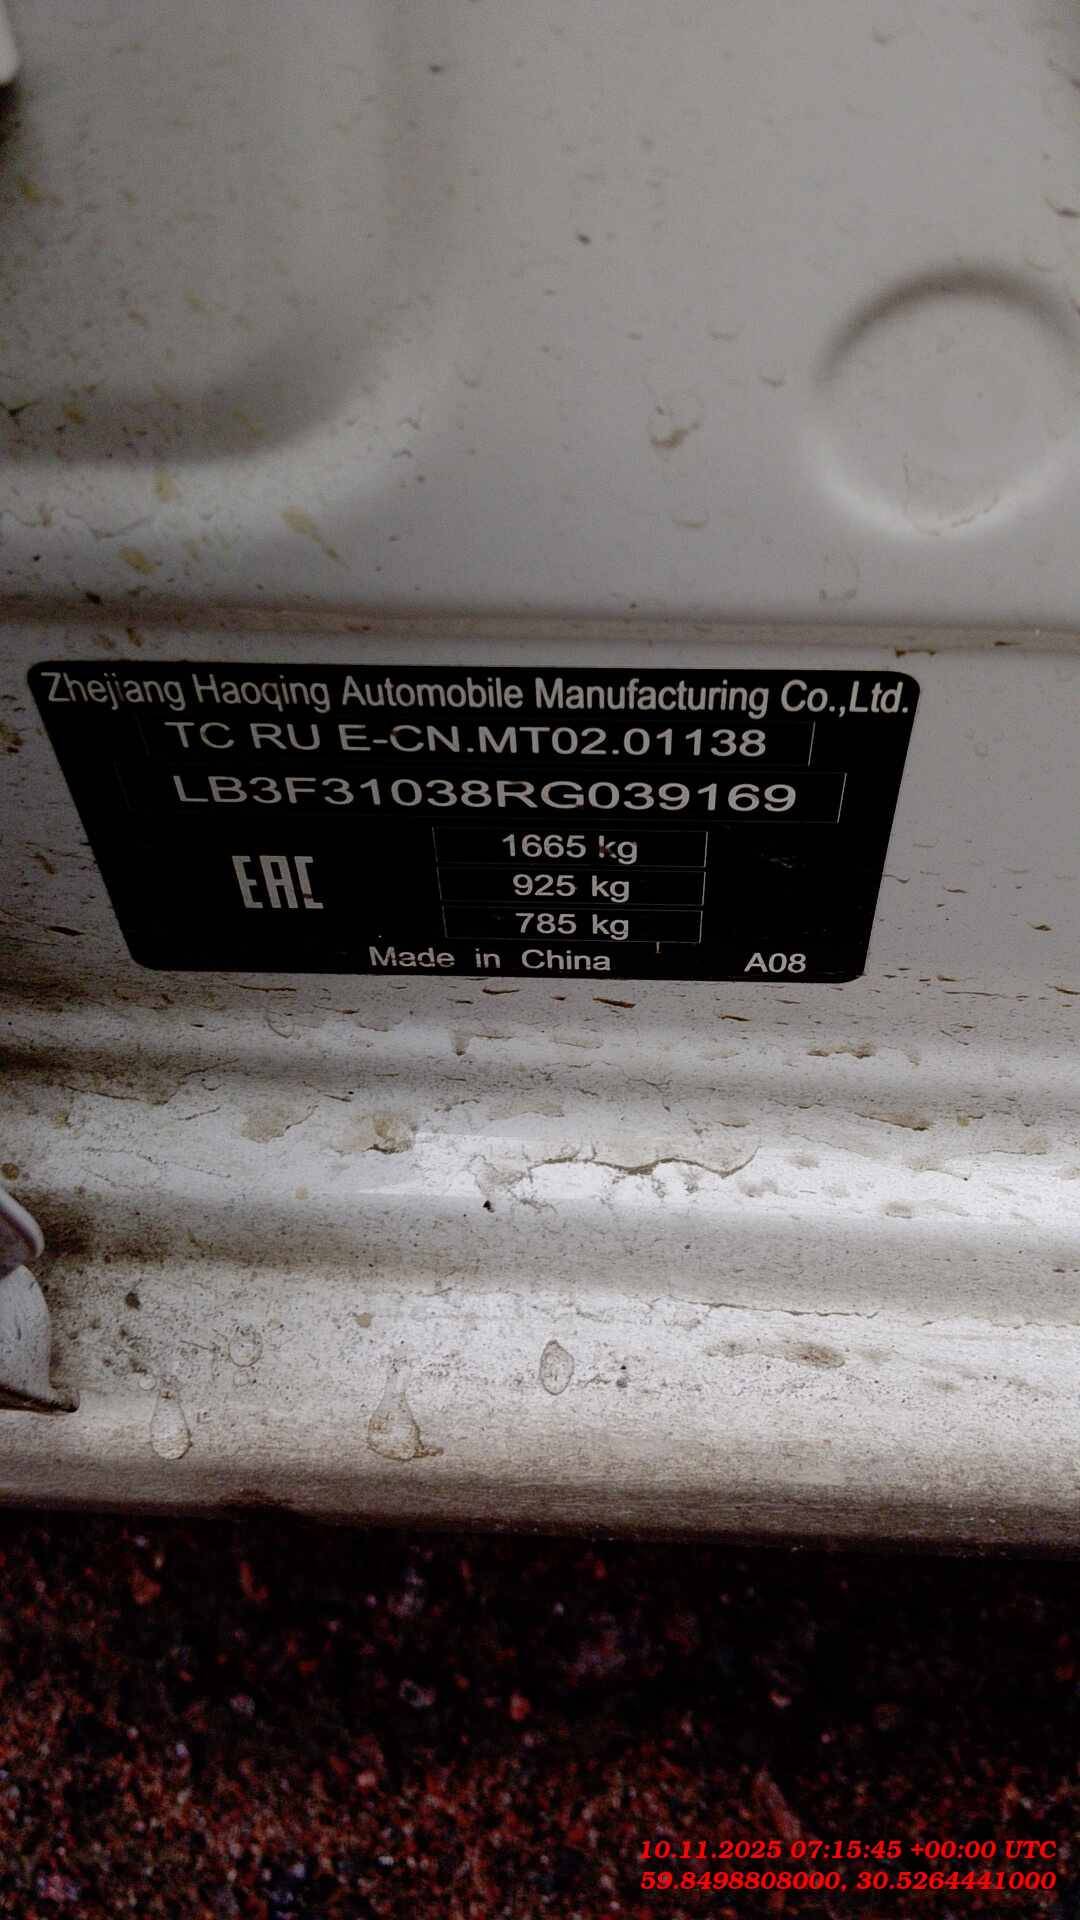 Zhejiang Haoqing Automobile Manufacturing Co.,Ltd.
TC RU E-CN.MT02.01138
LB3F31038RG039169
1665 kg
EAC
925 kg
785 kg
Made in China A08
10.11.2025 07:15:45 +00:00 UTC
59.8498808000, 30.5264441000